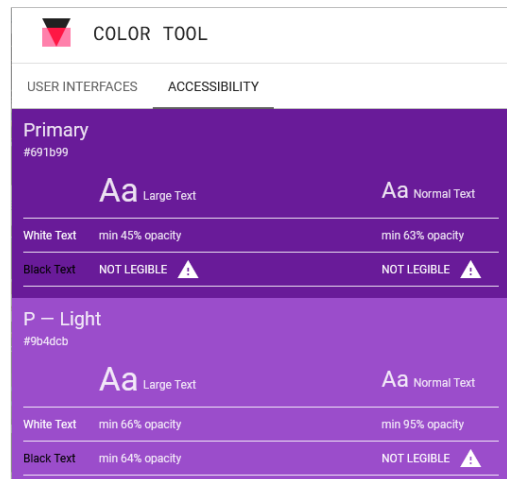 COLOR TOOL
USER INTERFACES ACCESSIBILITY
Primary
#691b99
Aa Large Text Aa Normal Text
White Text min 45% opacity min 63% opacity
Black Text NOT LEGIBLE NOT LEGIBLE
P — Light
#9b4dcb
Aa Large Text Aa Normal Text
White Text min 66% opacity min 95% opacity
Black Text min 64% opacity NOT LEGIBLE